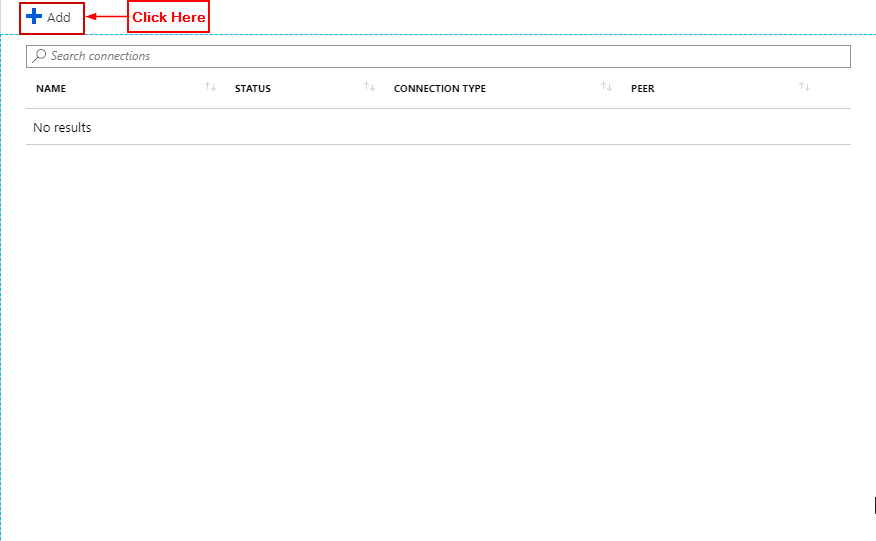 Add
Click Here
Search connections
NAME STATUS CONNECTION TYPE PEER
No results